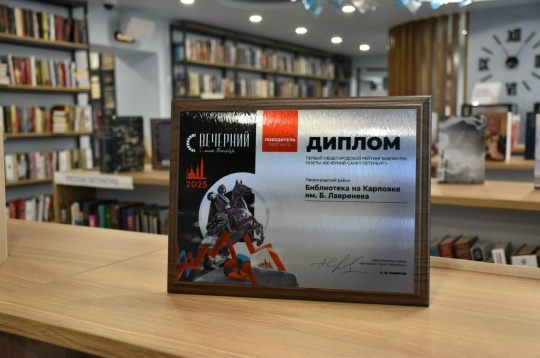 ВЕЧЕРНИЙ
Санкт-Петербург
2025
ПОБЕДИТЕЛЬ
РЕЙТИНГА
ДИПЛОМ
ПЕРВЫЙ ОБЩЕГОРОДСКОЙ РЕЙТИНГ БИБЛИОТЕК
ГАЗЕТЫ «ВЕЧЕРНИЙ САНКТ-ПЕТЕРБУРГ»
Петроградский район
Библиотека на Карповке
им. Б. Лавренева
РУССКАЯ ЛИТЕРАТУРА